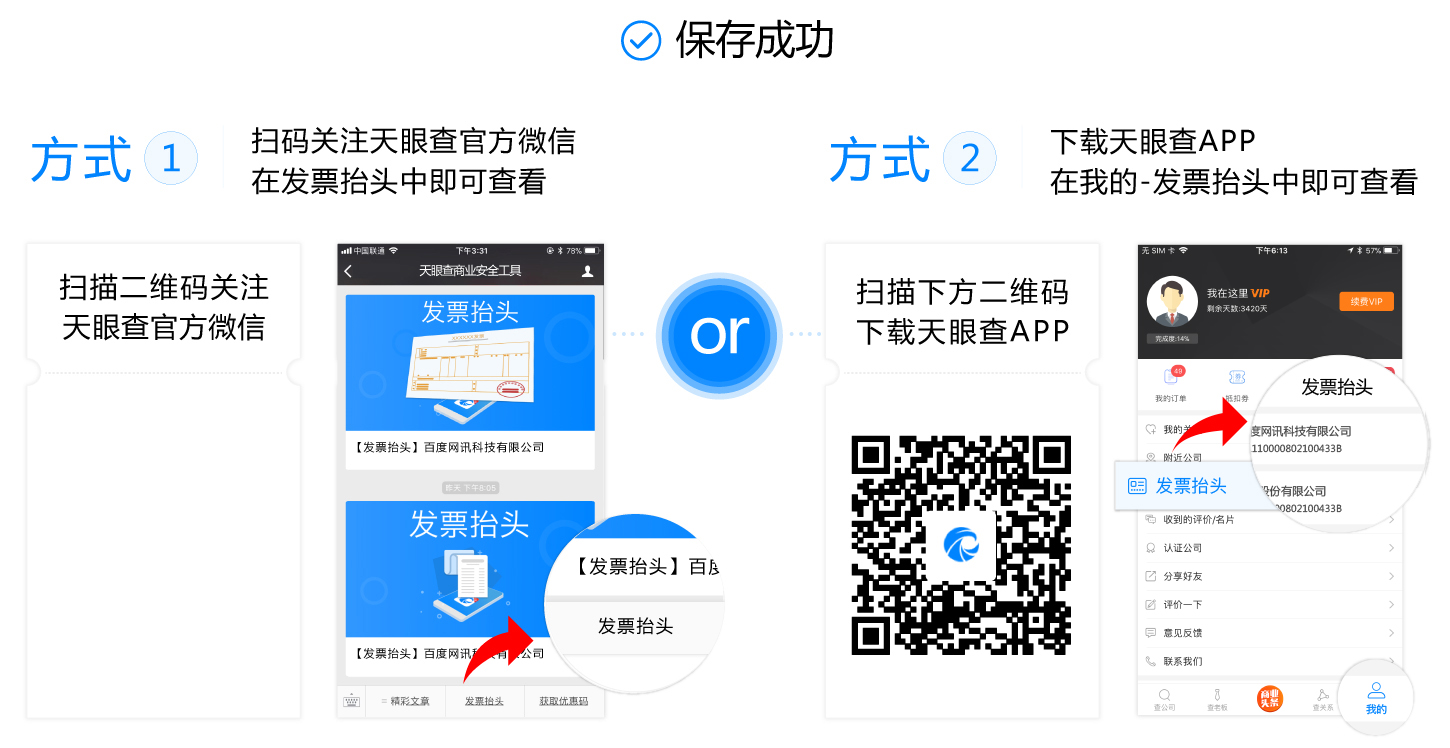 保存成功
方式 1
扫码关注天眼查官方微信
在发票抬头中即可查看
方式 2
下载天眼查APP
在我的-发票抬头中即可查看
扫描二维码关注
天眼查官方微信
中国联通 下午3:31 78%
天眼查商业安全工具
发票抬头
【发票抬头】百度网讯科技有限公司
昨天 下午6:05
发票抬头
【发票抬头】百度网讯科技有限公司
【发票抬头】百度
发票抬头
精彩文章 发票抬头 获取优惠码
or
扫描下方二维码
下载天眼查APP
无 SIM 卡 下午6:13 57%
我在这里 VIP
剩余天数:3420天
续费VIP
完成度:14%
49
我的订单 抵扣券
发票抬头
度网讯科技有限公司
110000802100433B
股份有限公司
0802100433B
我的关
附近公司
发票抬头
收到的评价/名片
认证公司
分享好友
评价一下
意见反馈
联系我们
查公司 查老板 商业头条 查关系 我的